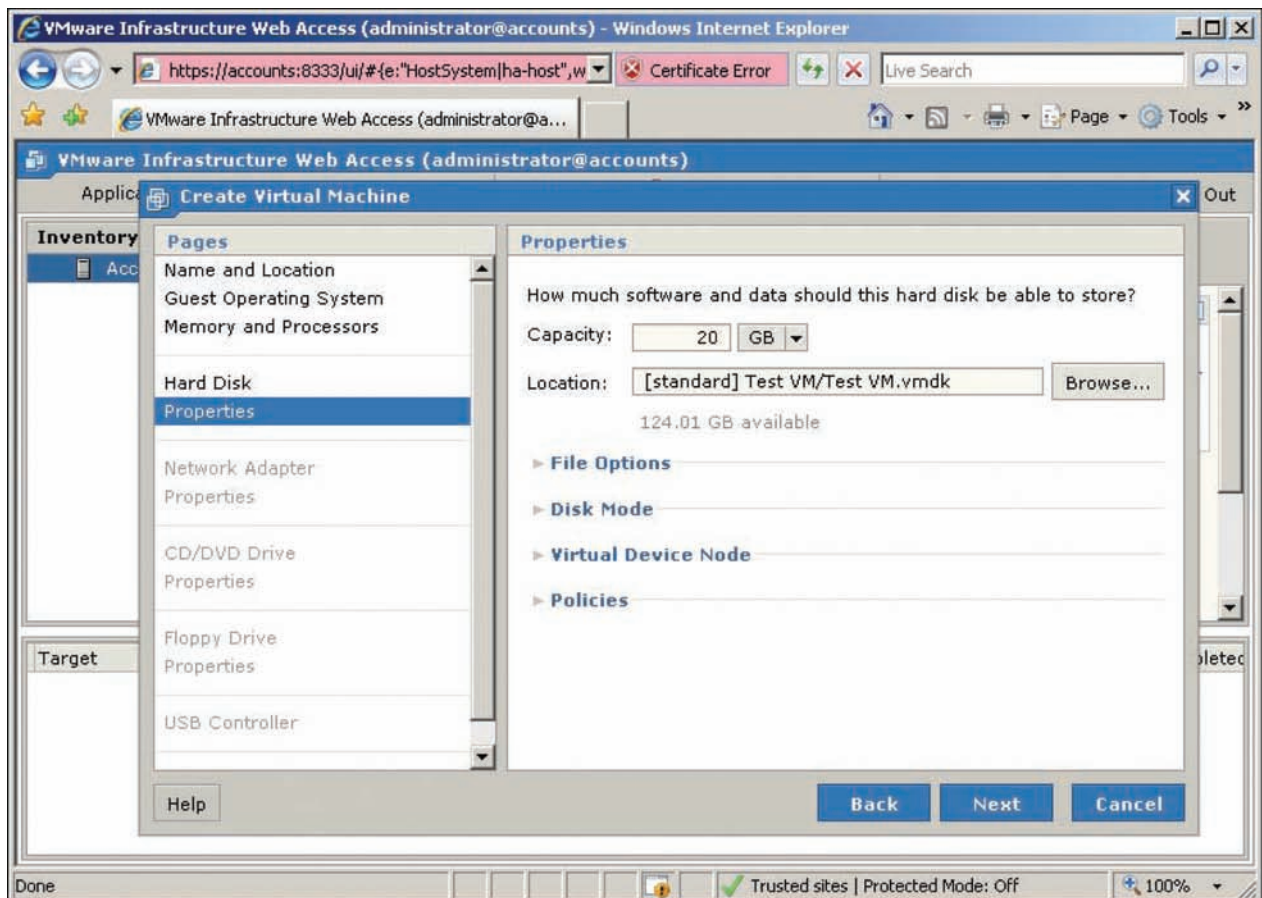 VMware Infrastructure Web Access (administrator@accounts) - Windows Internet Explorer
https://accounts:8333/ui/#{e:"HostSystem|ha-host",w
Certificate Error
Live Search
VMware Infrastructure Web Access (administrator@a...
Page
Tools
»
VMware Infrastructure Web Access (administrator@accounts)
Applica
Out
Create Virtual Machine
Inventory
Acc
Pages
Name and Location
Guest Operating System
Memory and Processors
Hard Disk
Properties
Network Adapter
Properties
CD/DVD Drive
Properties
Floppy Drive
Properties
USB Controller
Properties
How much software and data should this hard disk be able to store?
Capacity: 20 GB
Location: [standard] Test VM/Test VM.vmdk Browse...
124.01 GB available
File Options
Disk Mode
Virtual Device Node
Policies
Target
pleted
Help
Back
Next
Cancel
Done
Trusted sites | Protected Mode: Off
100%